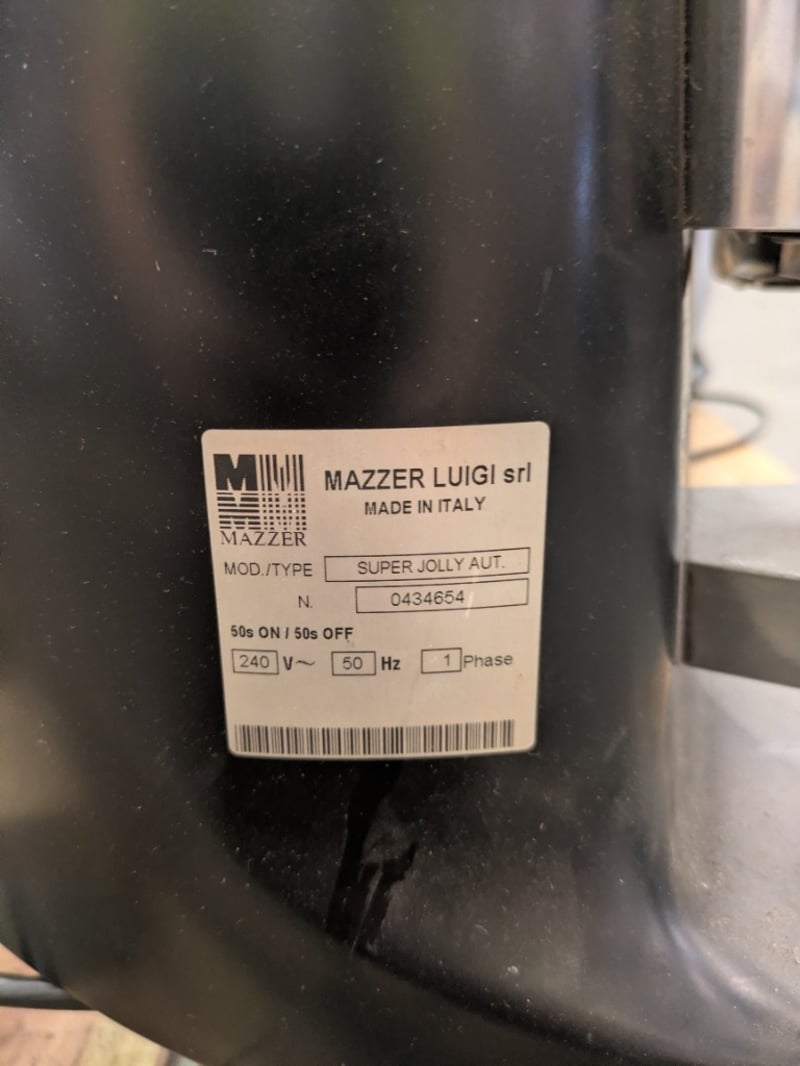 M
MM
MAZZER
MAZZER LUIGI srl
MADE IN ITALY
MOD./TYPE SUPER JOLLY AUT.
N. 0434654
50s ON / 50s OFF
240 V~ 50 Hz 1 Phase